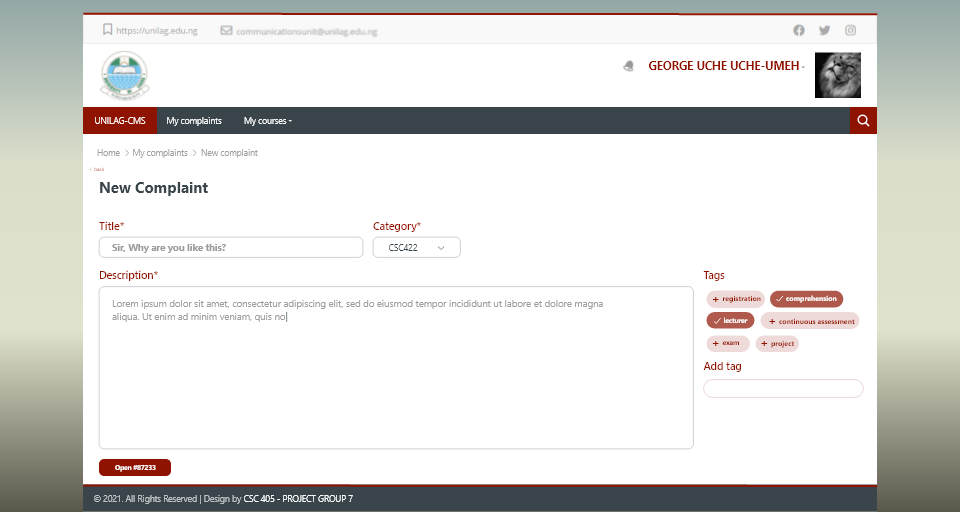 https://unilag.edu.ng communicationsunit@unilag.edu.ng
GEORGE UCHE UCHE-UMEH
UNILAG-CMS My complaints My courses
Home > My complaints > New complaint
< back
New Complaint
Title* Category*
Sir, Why are you like this? CSC422
Description* Tags
Lorem ipsum dolor sit amet, consectetur adipiscing elit, sed do eiusmod tempor incididunt ut labore et dolore magna
aliqua. Ut enim ad minim veniam, quis no
+ registration ✓ comprehension
✓ lecturer + continuous assessment
+ exam + project
Add tag
Open #87233
© 2021. All Rights Reserved | Design by CSC 405 - PROJECT GROUP 7